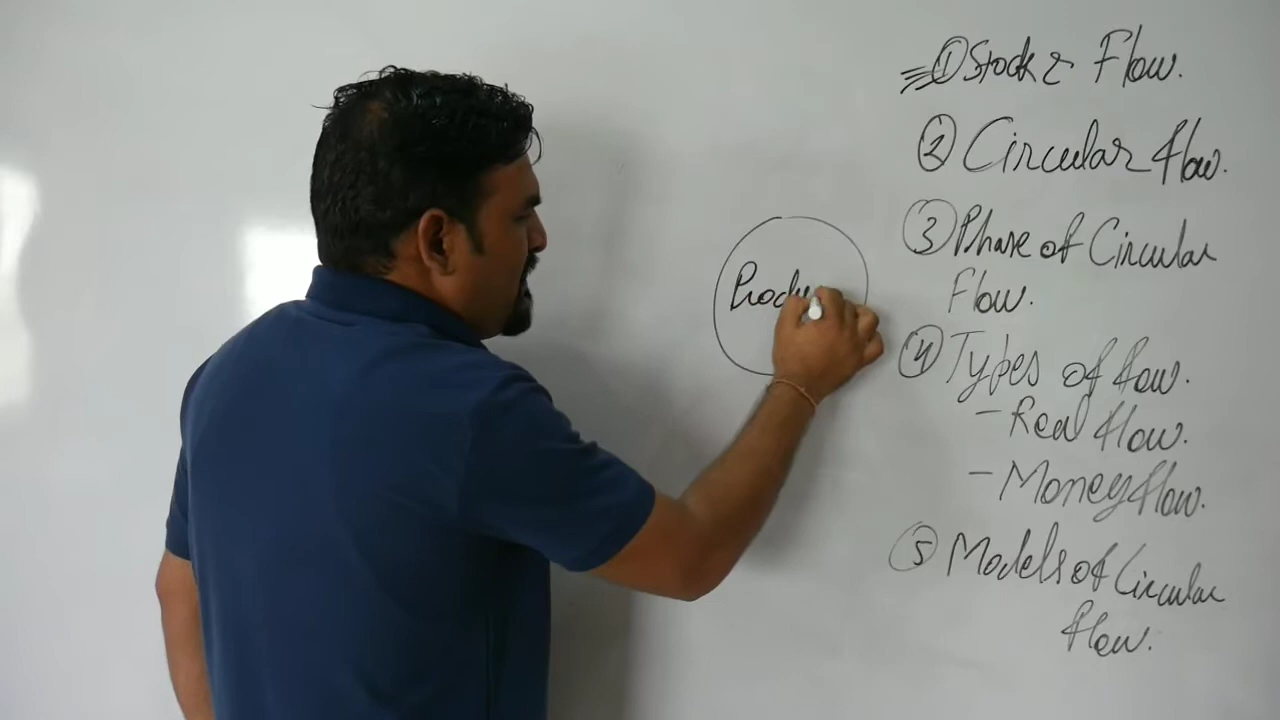 ① Stock & Flow.
② Circular flow.
③ Phase of Circular
Flow.
④ Types of flow.
- Real flow.
- Money flow.
⑤ Models of Circular
flow.
Produ